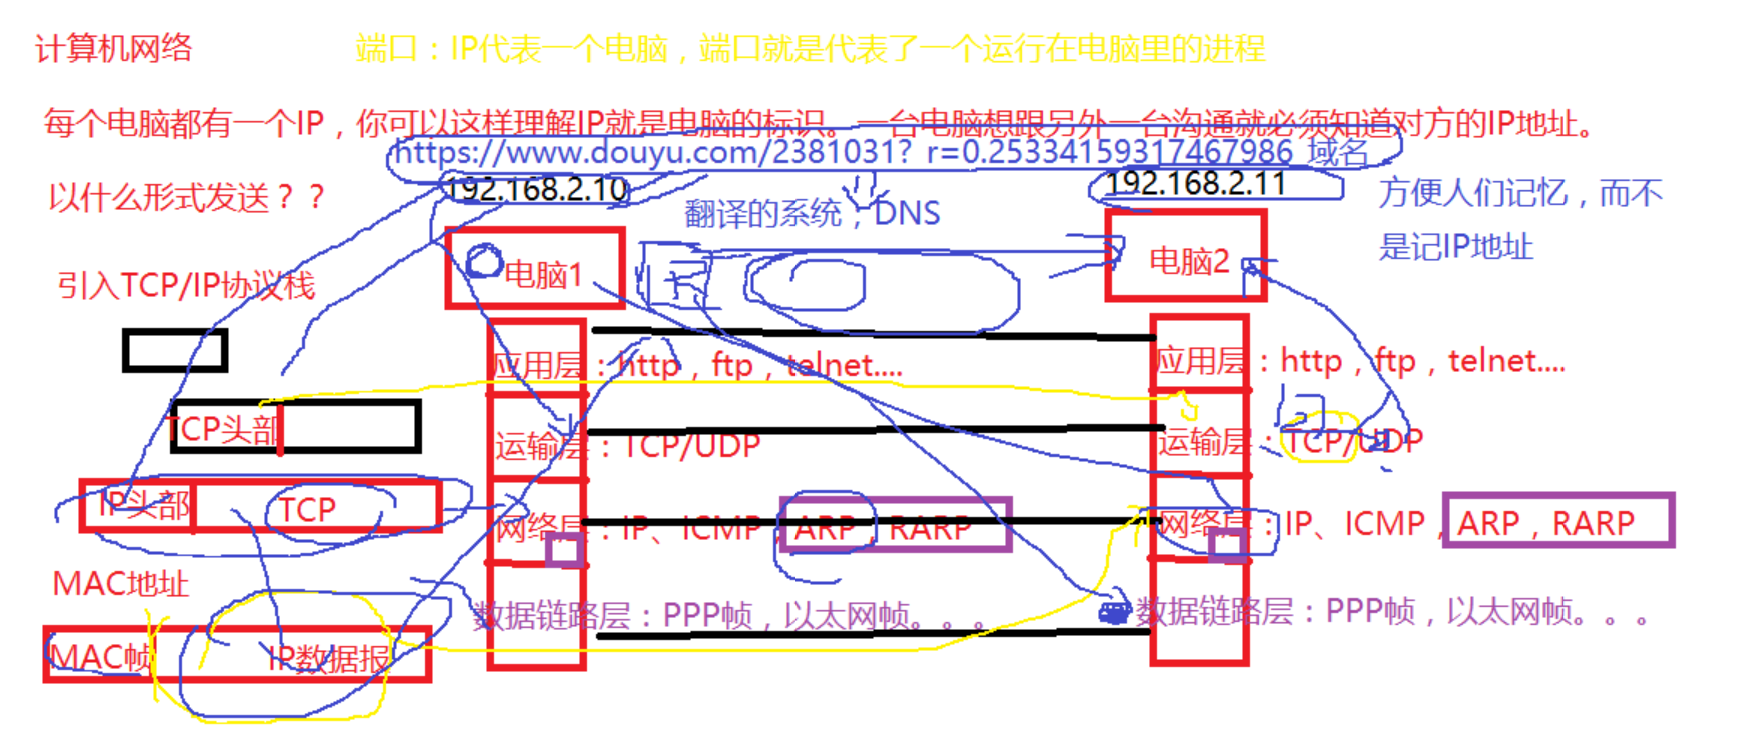 计算机网络
端口：IP代表一个电脑，端口就是代表了一个运行在电脑里的进程
每个电脑都有一个IP，你可以这样理解IP就是电脑的标识。一台电脑想跟另外一台沟通就必须知道对方的IP地址。
https://www.douyu.com/2381031? r=0.25334159317467986 域名
以什么形式发送？？
192.168.2.10
192.168.2.11
方便人们记忆，而不
是记IP地址
翻译的系统，DNS
引入TCP/IP协议栈
电脑1
电脑2
应用层：http，ftp，telnet....
应用层：http，ftp，telnet....
TCP头部
运输层：TCP/UDP
运输层：TCP/UDP
IP头部
TCP
网络层：IP、ICMP，ARP，RARP
网络层：IP、ICMP，ARP，RARP
MAC地址
数据链路层：PPP帧，以太网帧。。。
数据链路层：PPP帧，以太网帧。。。
MAC帧
IP数据报